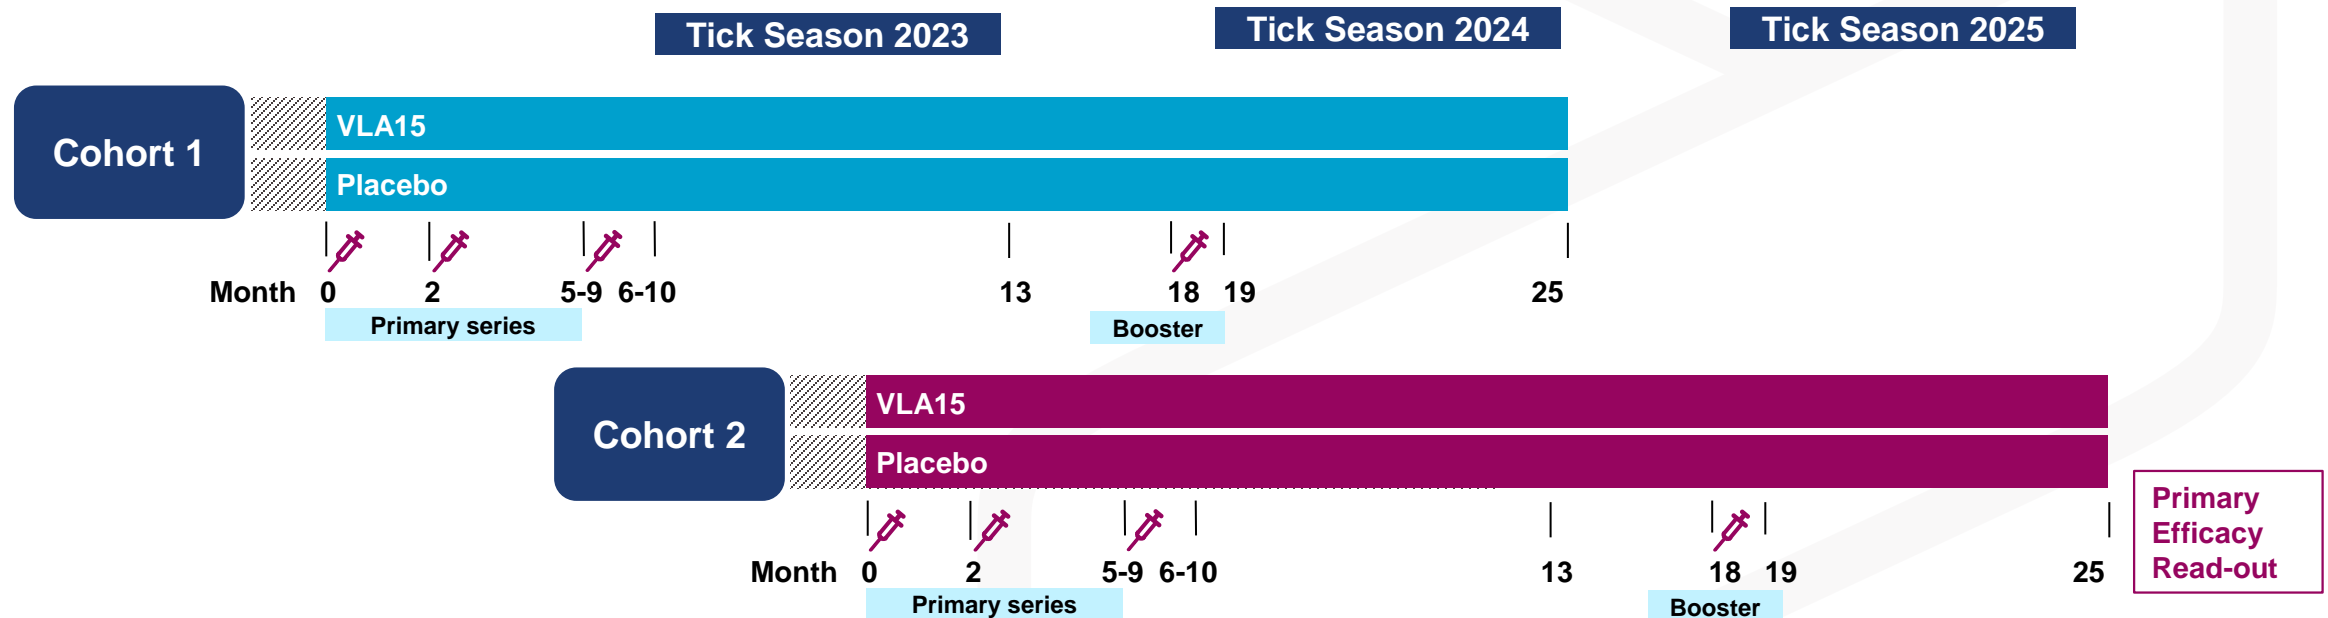 Tick Season 2023
Tick Season 2024
Tick Season 2025
Cohort 1
VLA15
Placebo
Month 0 2 5-9 6-10 13 18 19 25
Primary series
Booster
Cohort 2
VLA15
Placebo
Month 0 2 5-9 6-10 13 18 19 25
Primary series
Booster
Primary
Efficacy
Read-out